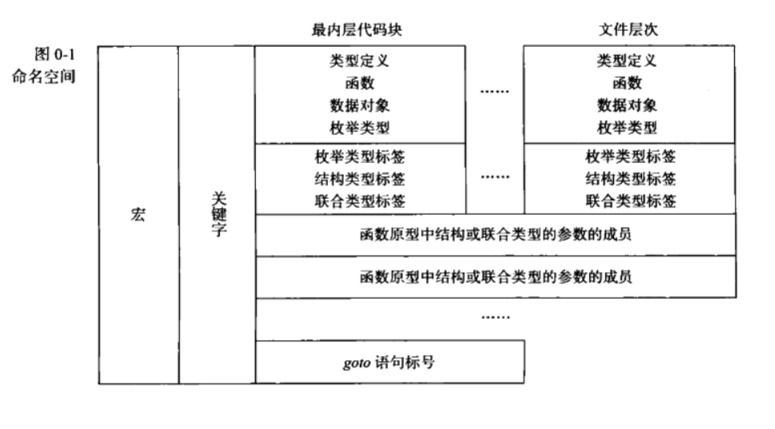 最内层代码块
文件层次
图 0-1
命名空间
宏
关键字
类型定义
函数
数据对象
枚举类型
......
类型定义
函数
数据对象
枚举类型
枚举类型标签
结构类型标签
联合类型标签
......
枚举类型标签
结构类型标签
联合类型标签
函数原型中结构或联合类型的参数的成员
函数原型中结构或联合类型的参数的成员
......
goto 语句标号